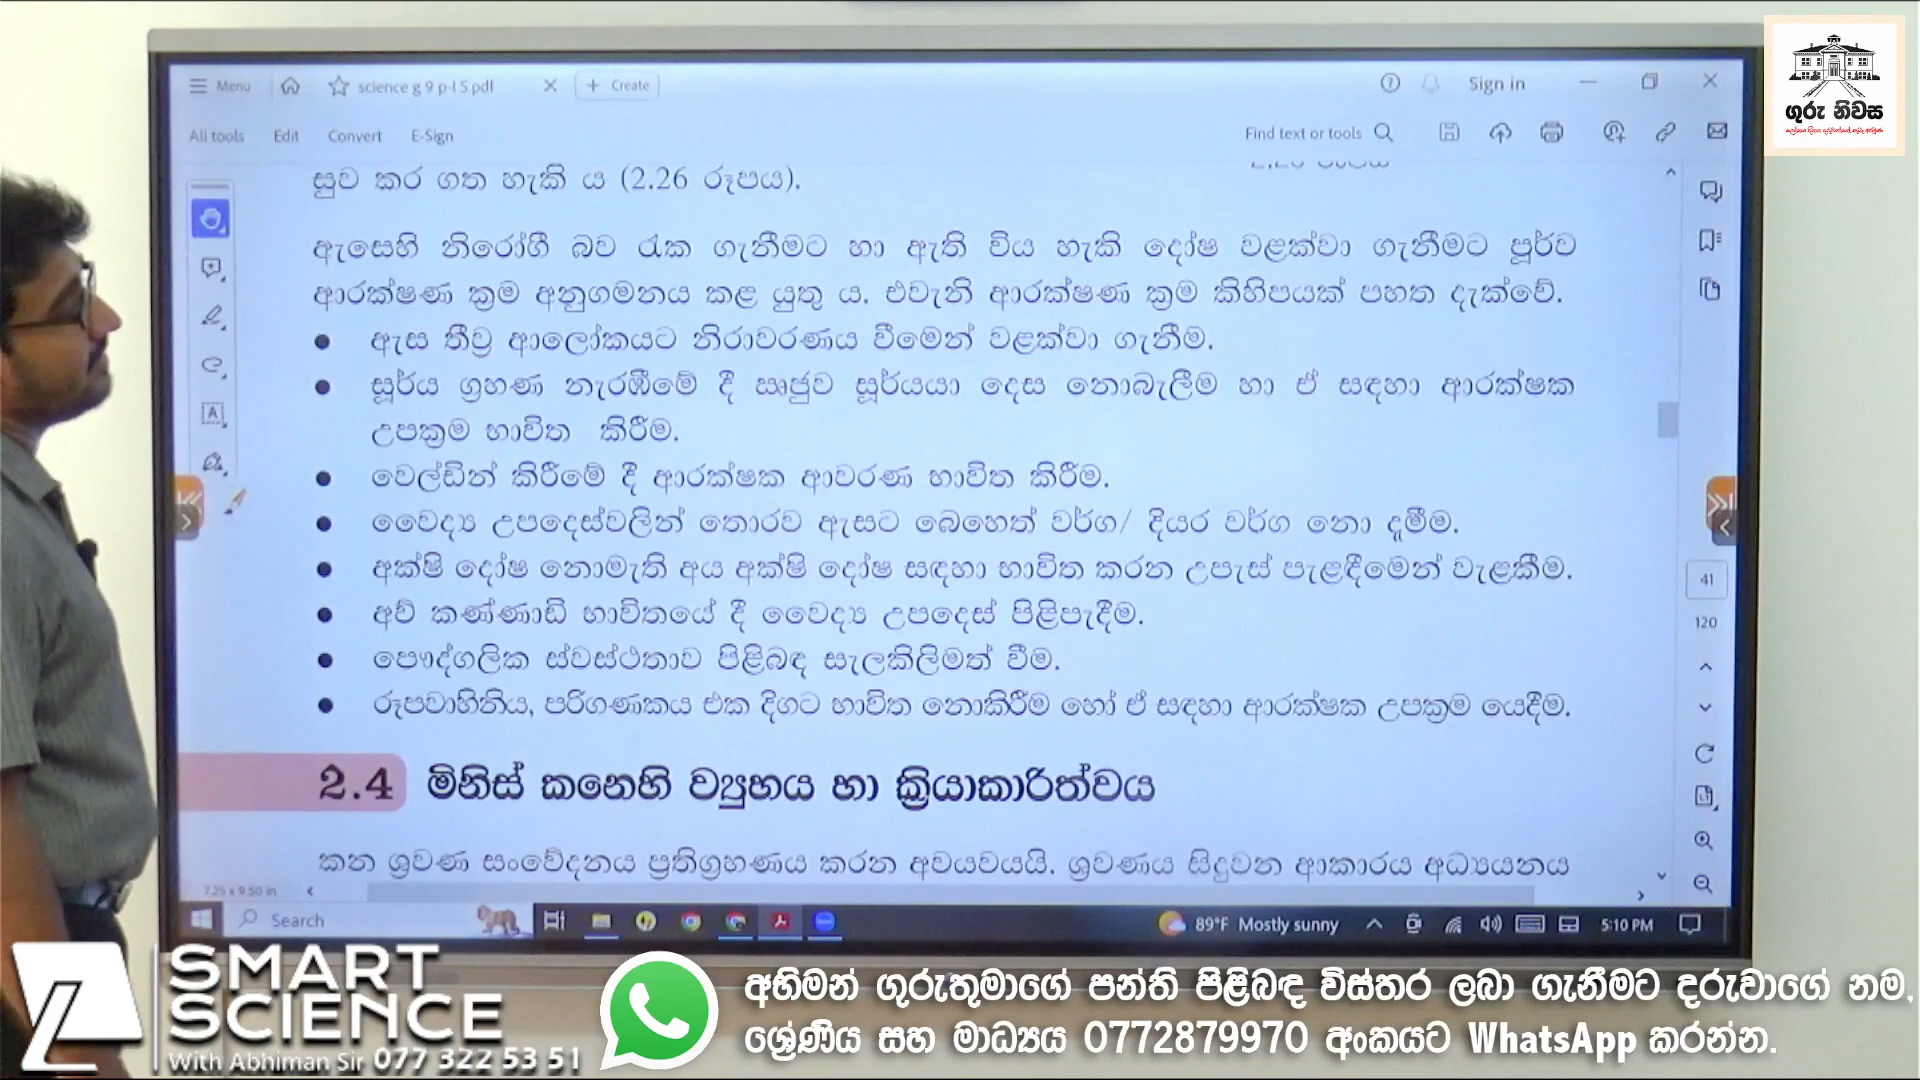 Menu
science g 9 p-I S.pdf
Create
Sign in
All tools
Edit
Convert
E-Sign
Find text or tools
ගුරු නිවස
සුව කර ගත හැකි ය (2.26 රූපය).
ඇසෙහි නිරෝගී බව රැක ගැනීමට හා ඇති විය හැකි දෝෂ වළක්වා ගැනීමට පූර්ව
ආරක්ෂණ ක්‍රම අනුගමනය කළ යුතු ය. එවැනි ආරක්ෂණ ක්‍රම කිහිපයක් පහත දැක්වේ.
● ඇස තීව්‍ර ආලෝකයට නිරාවරණය වීමෙන් වළක්වා ගැනීම.
● සූර්ය ග්‍රහණ නැරඹීමේ දී ඍජුව සූර්යයා දෙස නොබැලීම හා ඒ සඳහා ආරක්ෂක
උපක්‍රම භාවිත කිරීම.
● වෙල්ඩින් කිරීමේ දී ආරක්ෂක ආවරණ භාවිත කිරීම.
● වෛද්‍ය උපදෙස්වලින් තොරව ඇසට බෙහෙත් වර්ග/ දියර වර්ග නො දැමීම.
● අක්ෂි දෝෂ නොමැති අය අක්ෂි දෝෂ සඳහා භාවිත කරන උපැස් පැළඳීමෙන් වැළකීම.
● අව් කණ්ණාඩි භාවිතයේ දී වෛද්‍ය උපදෙස් පිළිපැදීම.
● පෞද්ගලික ස්වස්ථතාව පිළිබඳ සැලකිලිමත් වීම.
● රූපවාහිනිය, පරිගණකය එක දිගට භාවිත නොකිරීම හෝ ඒ සඳහා ආරක්ෂක උපක්‍රම යෙදීම.
41
120
2.4 මිනිස් කනෙහි ව්‍යුහය හා ක්‍රියාකාරිත්වය
කන ශ්‍රවණ සංවේදනය ප්‍රතිග්‍රහණය කරන අවයවයයි. ශ්‍රවණය සිදුවන ආකාරය අධ්‍යයනය
7.25 x 9.50 in
Search
89°F Mostly sunny
5:10 PM
SMART
SCIENCE
With Abhiman Sir 077 322 53 51
අභිමන් ගුරුතුමාගේ පන්ති පිළිබඳ විස්තර ලබා ගැනීමට දරුවාගේ නම,
ශ්‍රේණිය සහ මාධ්‍යය 0772879970 අංකයට WhatsApp කරන්න.